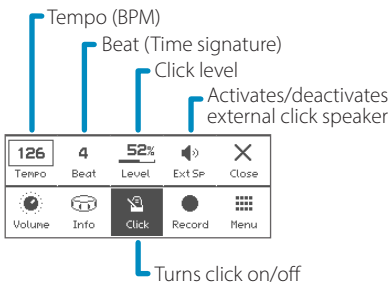 Tempo (BPM)
Beat (Time signature)
Click level
Activates/deactivates
external click speaker
126 4 52% X
Tempo Beat Level Ext SP Close
Volume Info Click Record Menu
Turns click on/off